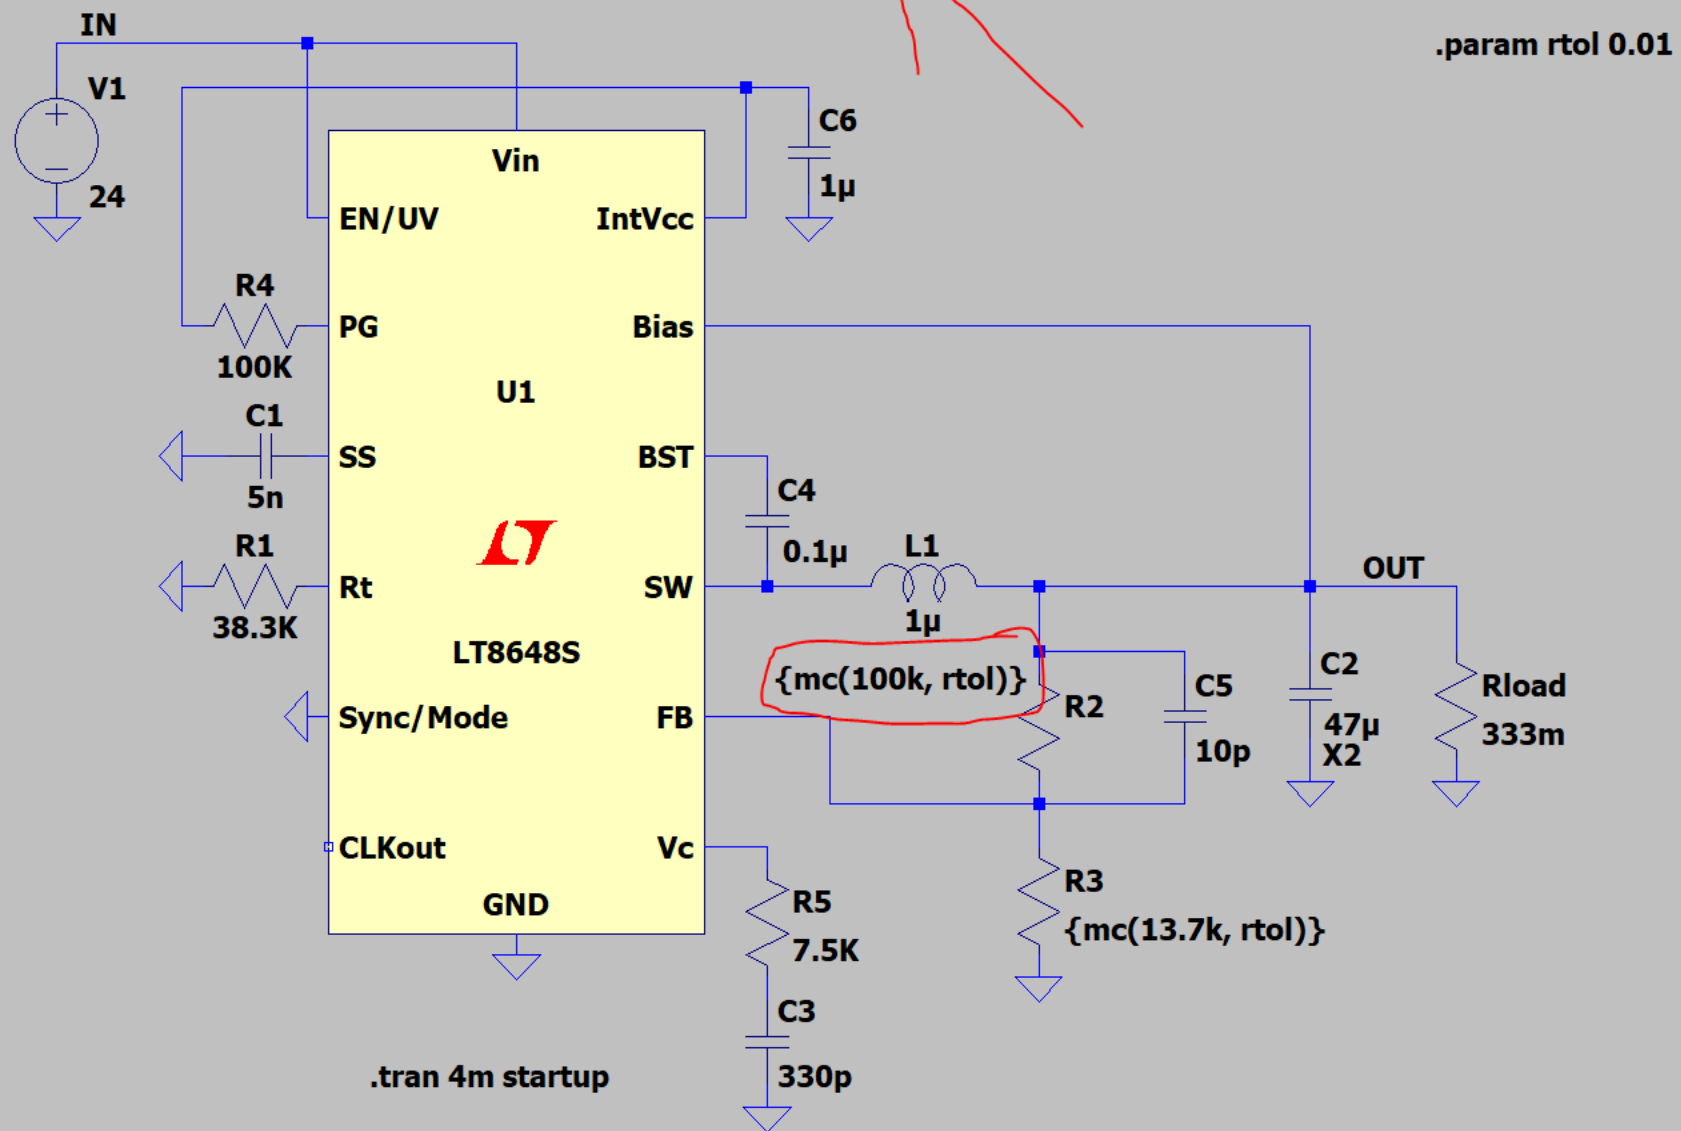 IN
.param rtol 0.01
V1
24
C6
1µ
Vin
EN/UV
IntVcc
R4
100K
PG
Bias
U1
C1
5n
SS
BST
C4
0.1µ
R1
38.3K
Rt
SW
L1
1µ
OUT
LT8648S
{mc(100k, rtol)}
R2
C5
10p
C2
47µ
X2
Rload
333m
Sync/Mode
FB
CLKout
Vc
GND
R5
7.5K
R3
{mc(13.7k, rtol)}
C3
330p
.tran 4m startup